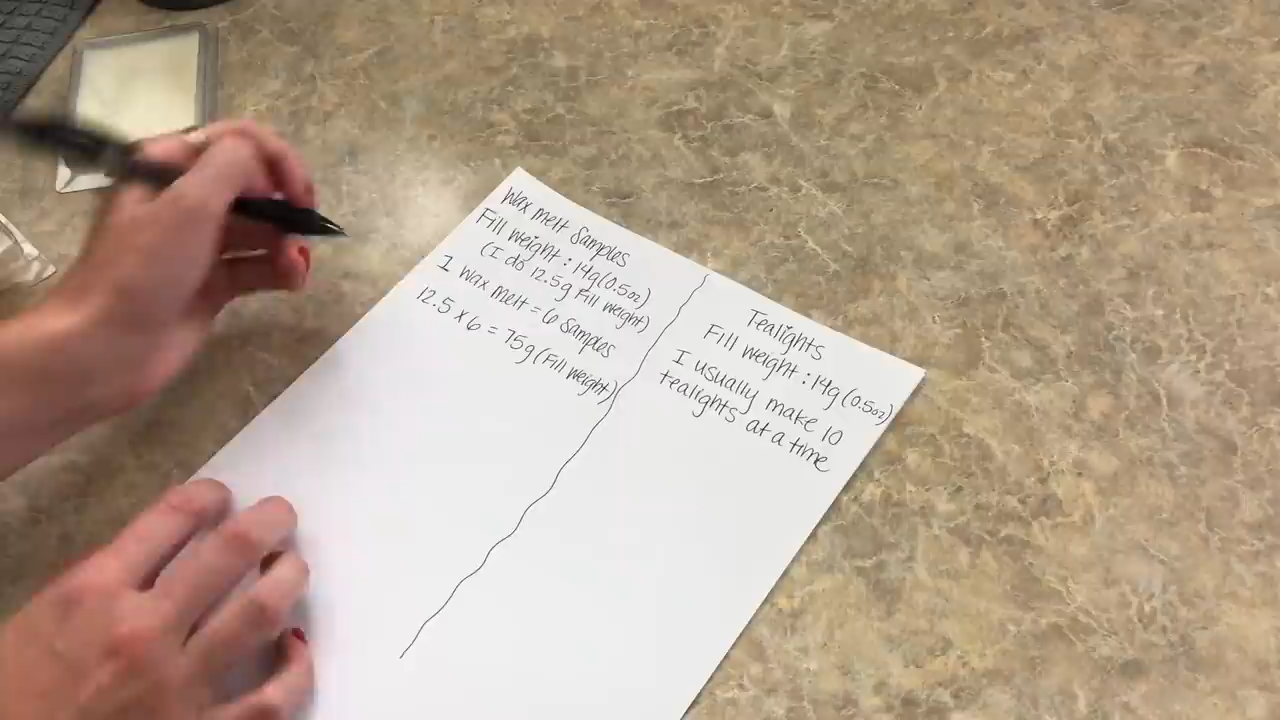 Wax melt Samples
Fill weight : 14g (0.5oz)
(I do 12.5g Fill weight)
1 wax melt = 6 Samples
12.5 x 6 = 75g (Fill weight)
Tealights
Fill weight : 14g (0.5oz)
I usually make 10
tealights at a time